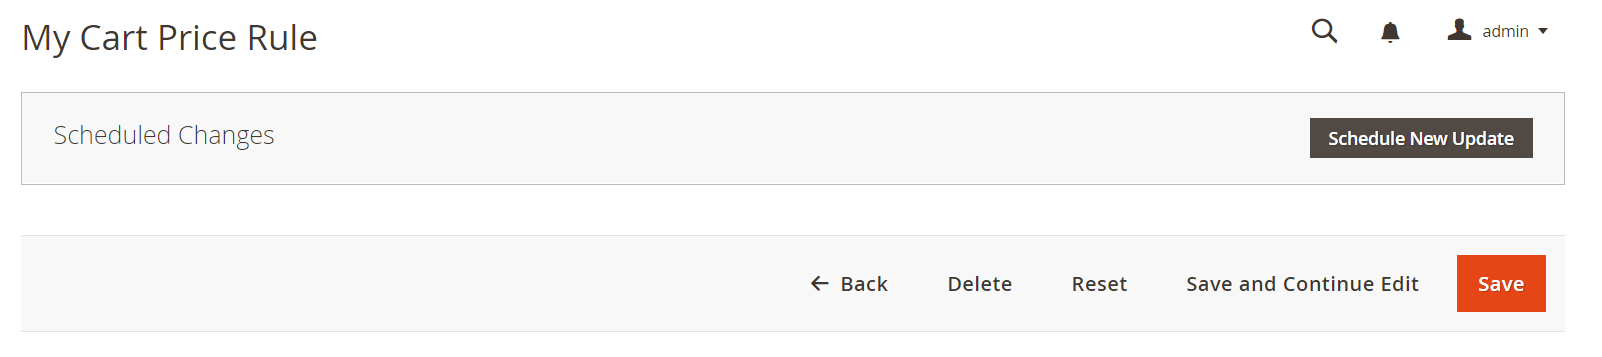 My Cart Price Rule
admin
Scheduled Changes
Schedule New Update
Back
Delete
Reset
Save and Continue Edit
Save